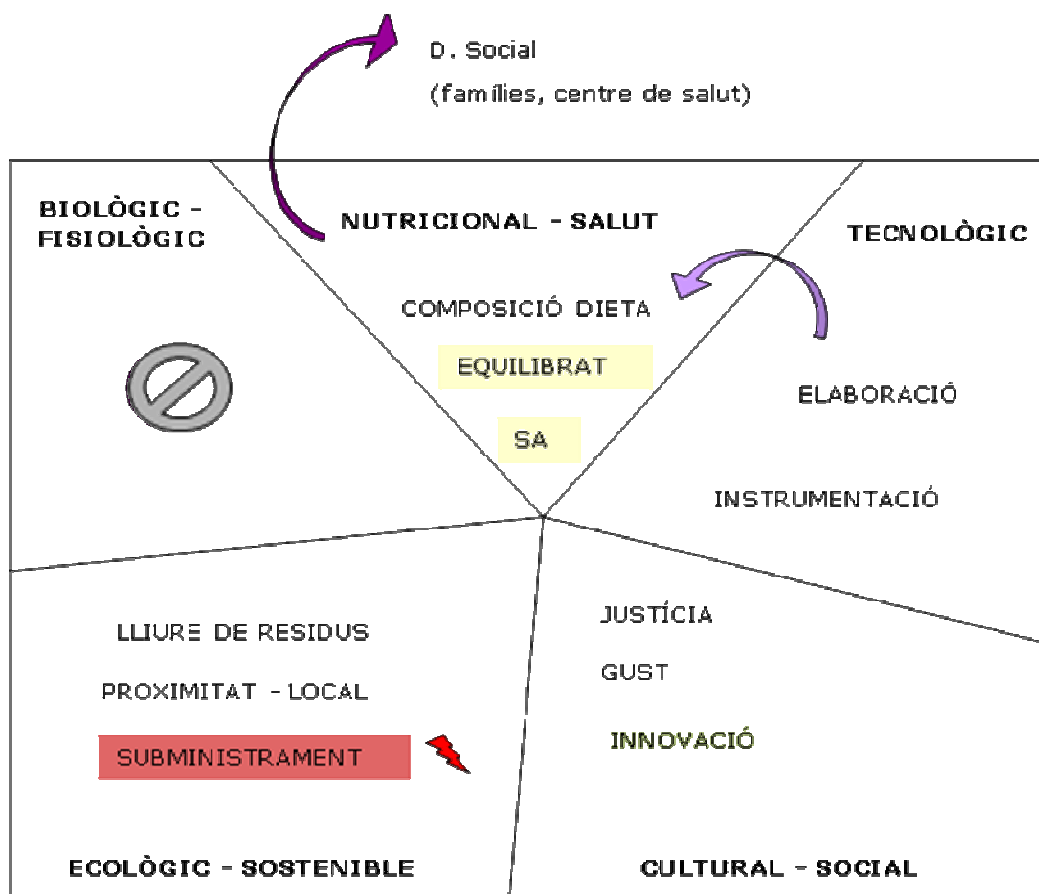 D. Social
(famílies, centre de salut)
BIOLÒGIC -
FISIOLÒGIC
NUTRICIONAL - SALUT
TECNOLÒGIC
COMPOSICIÓ DIETA
EQUILIBRAT
SA
ELABORACIÓ
INSTRUMENTACIÓ
LLIURE DE RESIDUS
PROXIMITAT - LOCAL
SUBMINISTRAMENT
JUSTÍCIA
GUST
INNOVACIÓ
ECOLÒGIC - SOSTENIBLE
CULTURAL - SOCIAL